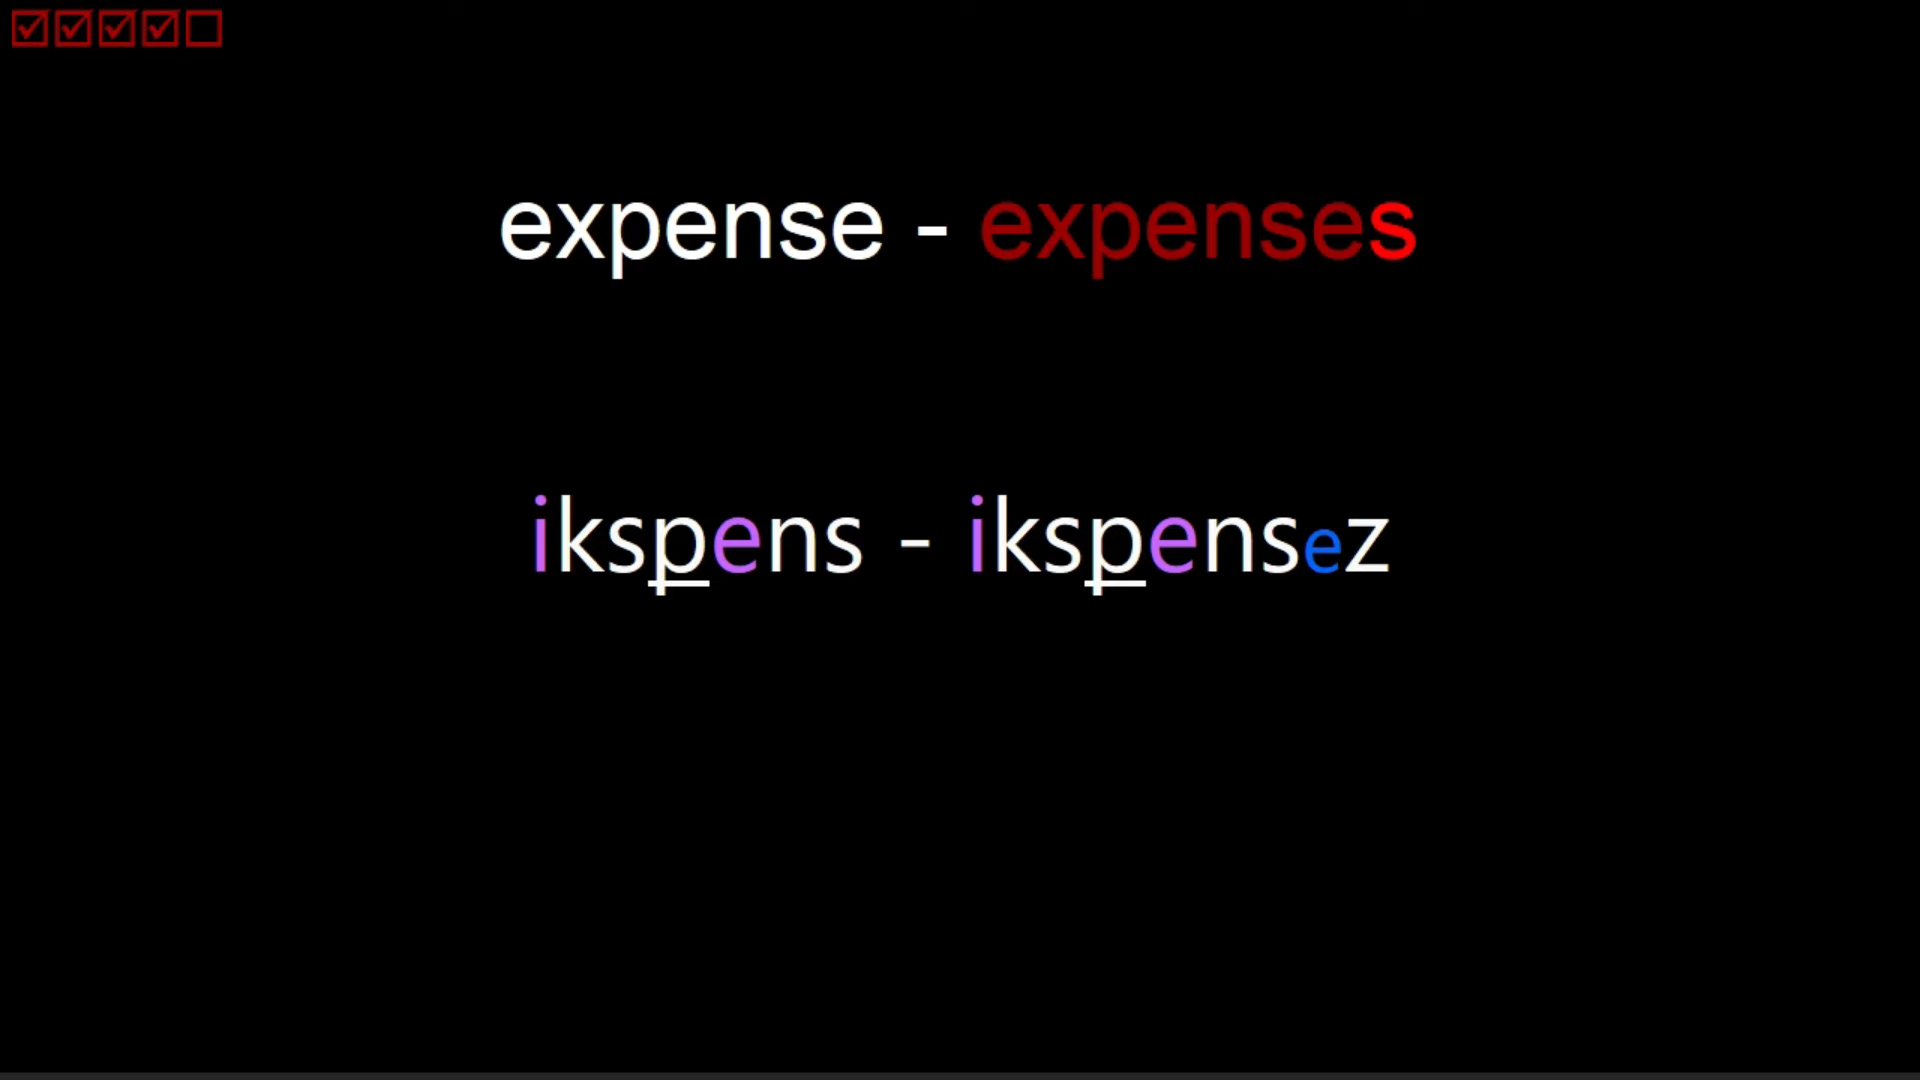 ☑☑☑☑☐
expense - expenses
ikspens - ikspensez